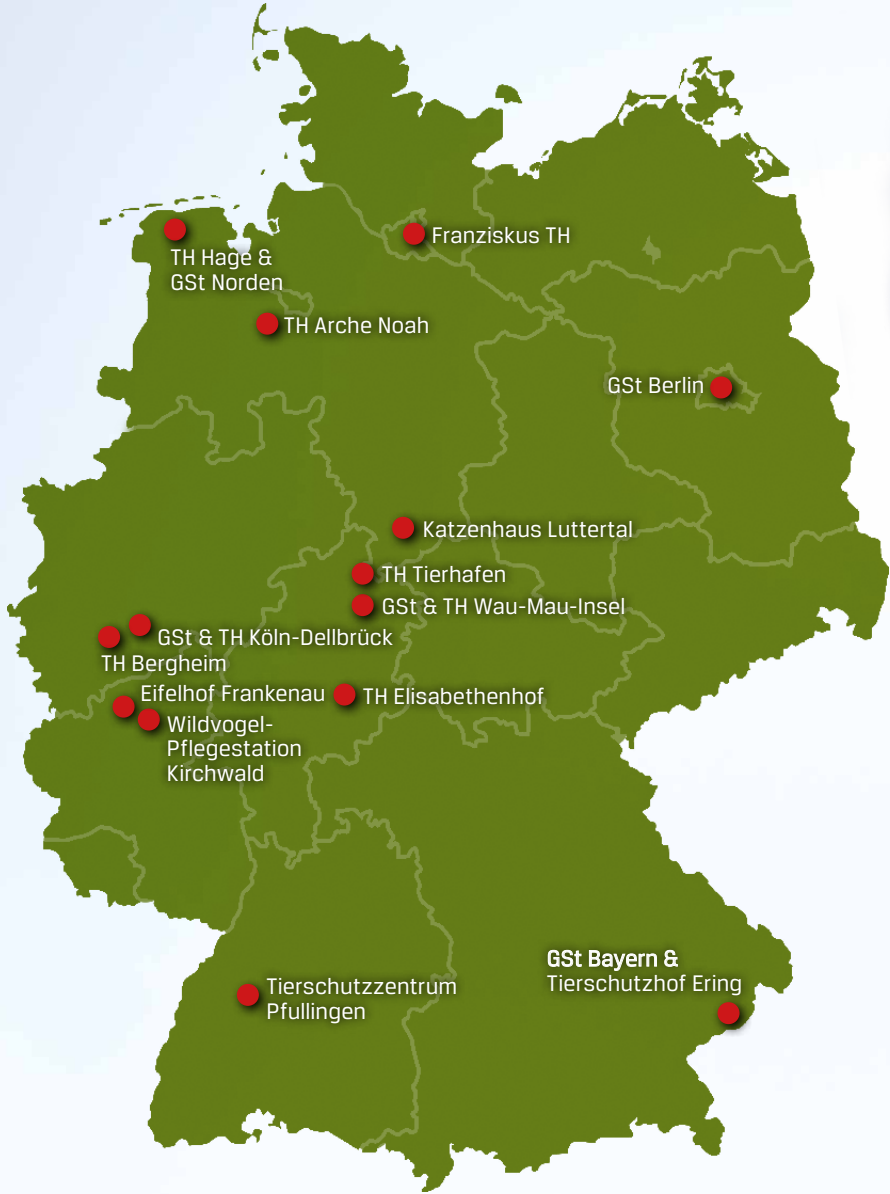 Franziskus TH
TH Hage &
GSt Norden
TH Arche Noah
GSt Berlin
Katzenhaus Luttertal
TH Tierhafen
GSt & TH Wau-Mau-Insel
GSt & TH Köln-Dellbrück
TH Bergheim
Eifelhof Frankenau
TH Elisabethenhof
Wildvogel-
Pflegestation
Kirchwald
GSt Bayern &
Tierschutzhof Ering
Tierschutzzentrum
Pfullingen